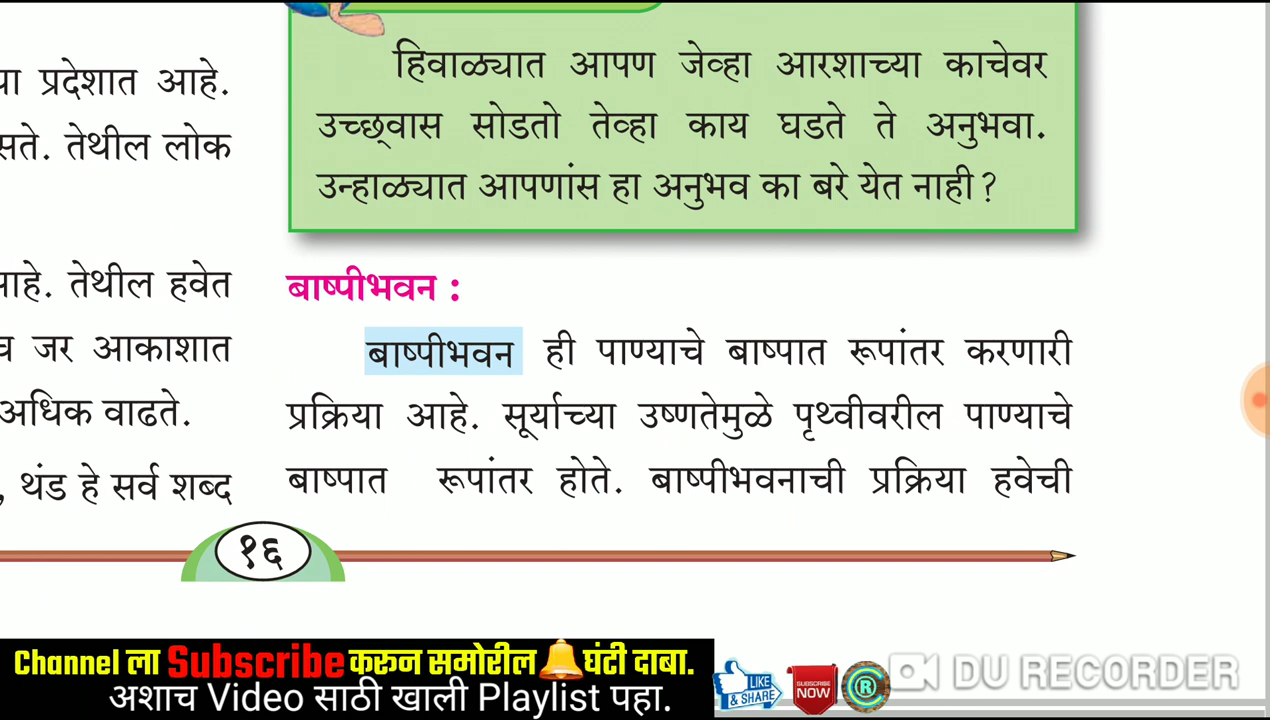 या प्रदेशात आहे.
सते. तेथील लोक
आहे. तेथील हवेत
व जर आकाशात
अधिक वाढते.
, थंड हे सर्व शब्द
हिवाळ्यात आपण जेव्हा आरशाच्या काचेवर
उच्छ्‌वास सोडतो तेव्हा काय घडते ते अनुभवा.
उन्हाळ्यात आपणांस हा अनुभव का बरे येत नाही?
बाष्पीभवन :
बाष्पीभवन ही पाण्याचे बाष्पात रूपांतर करणारी
प्रक्रिया आहे. सूर्याच्या उष्णतेमुळे पृथ्वीवरील पाण्याचे
बाष्पात रूपांतर होते. बाष्पीभवनाची प्रक्रिया हवेची
१६
Channel ला Subscribe करून समोरील घंटी दाबा.
अशाच Video साठी खाली Playlist पहा.
LIKE
& SHARE
SUBSCRIBE
NOW
R
DU RECORDER